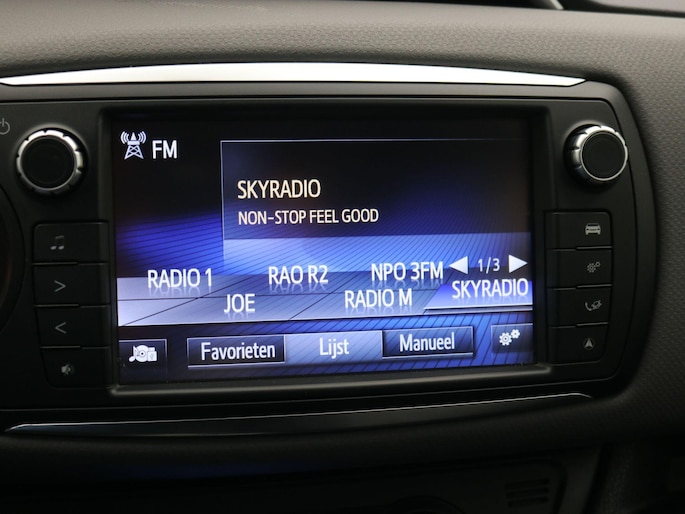 FM
SKYRADIO
NON-STOP FEEL GOOD
1/3
RADIO 1 RAO R2 NPO 3FM
JOE RADIO M SKYRADIO
Favorieten Lijst Manueel